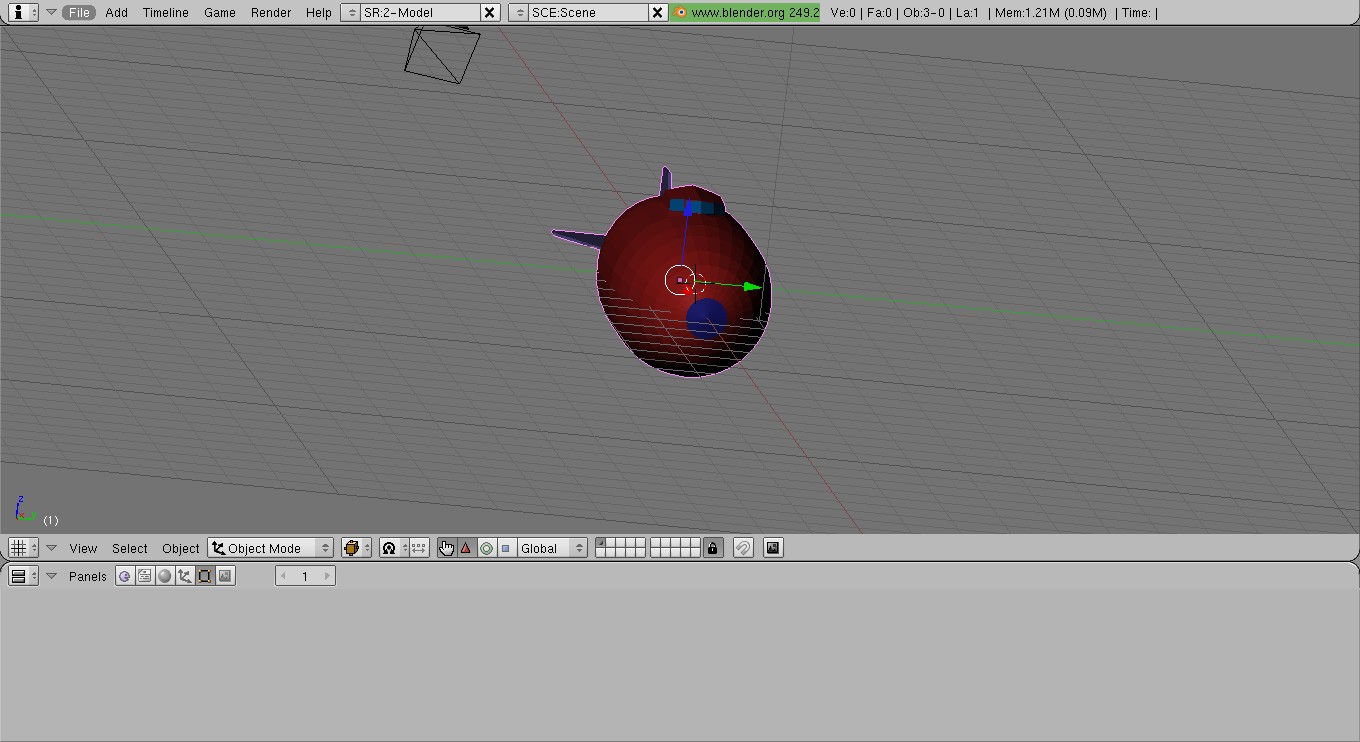 File Add Timeline Game Render Help SR:2-Model SCE:Scene www.blender.org 249.2 Ve:0 | Fa:0 | Ob:3-0 | La:1 | Mem:1.21M (0.09M) | Time: |
z
(1)
View Select Object Object Mode Global
Panels 1